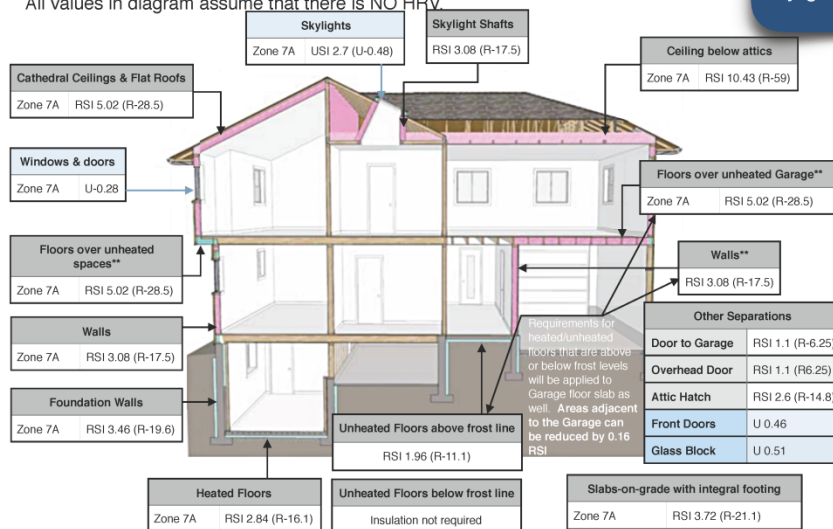 All values in diagram assume that there is NO HRV.
Skylights
Zone 7A USI 2.7 (U-0.48)
Skylight Shafts
RSI 3.08 (R-17.5)
Ceiling below attics
Zone 7A RSI 10.43 (R-59)
Cathedral Ceilings & Flat Roofs
Zone 7A RSI 5.02 (R-28.5)
Windows & doors
Zone 7A U-0.28
Floors over unheated Garage**
Zone 7A RSI 5.02 (R-28.5)
Floors over unheated
spaces**
Zone 7A RSI 5.02 (R-28.5)
Walls**
RSI 3.08 (R-17.5)
Walls
Zone 7A RSI 3.08 (R-17.5)
Requirements for
heated/unheated
floors that are above
or below frost levels
will be applied to
Garage floor slab as
well. Areas adjacent
to the Garage can
be reduced by 0.16
RSI
Other Separations
Door to Garage RSI 1.1 (R-6.25)
Overhead Door RSI 1.1 (R6.25)
Attic Hatch RSI 2.6 (R-14.8)
Front Doors U 0.46
Glass Block U 0.51
Foundation Walls
Zone 7A RSI 3.46 (R-19.6)
Unheated Floors above frost line
RSI 1.96 (R-11.1)
Heated Floors
Zone 7A RSI 2.84 (R-16.1)
Unheated Floors below frost line
Insulation not required
Slabs-on-grade with integral footing
Zone 7A RSI 3.72 (R-21.1)